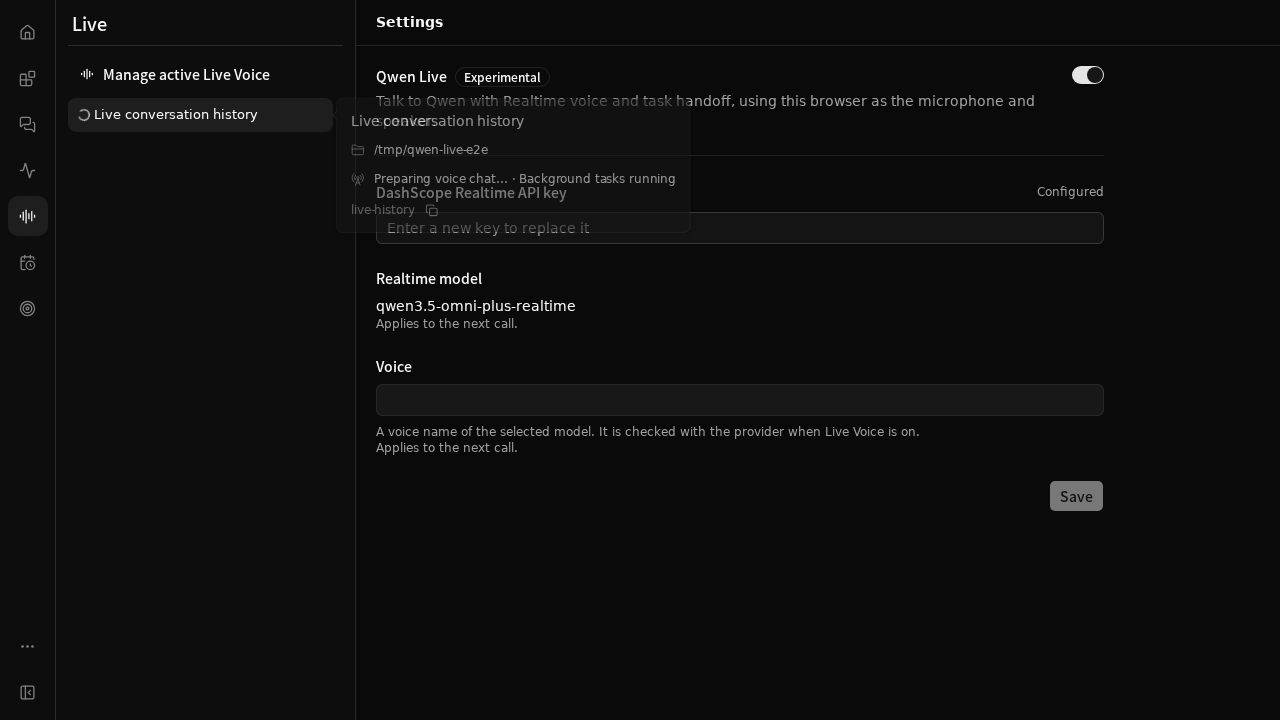 Live
Manage active Live Voice
Live conversation history
Settings
Qwen Live
Experimental
Talk to Qwen with Realtime voice and task handoff, using this browser as the microphone and
speaker.
Live conversation history
/tmp/qwen-live-e2e
Preparing voice chat… · Background tasks running
live-history
DashScope Realtime API key
Configured
Enter a new key to replace it
Realtime model
qwen3.5-omni-plus-realtime
Applies to the next call.
Voice
A voice name of the selected model. It is checked with the provider when Live Voice is on.
Applies to the next call.
Save